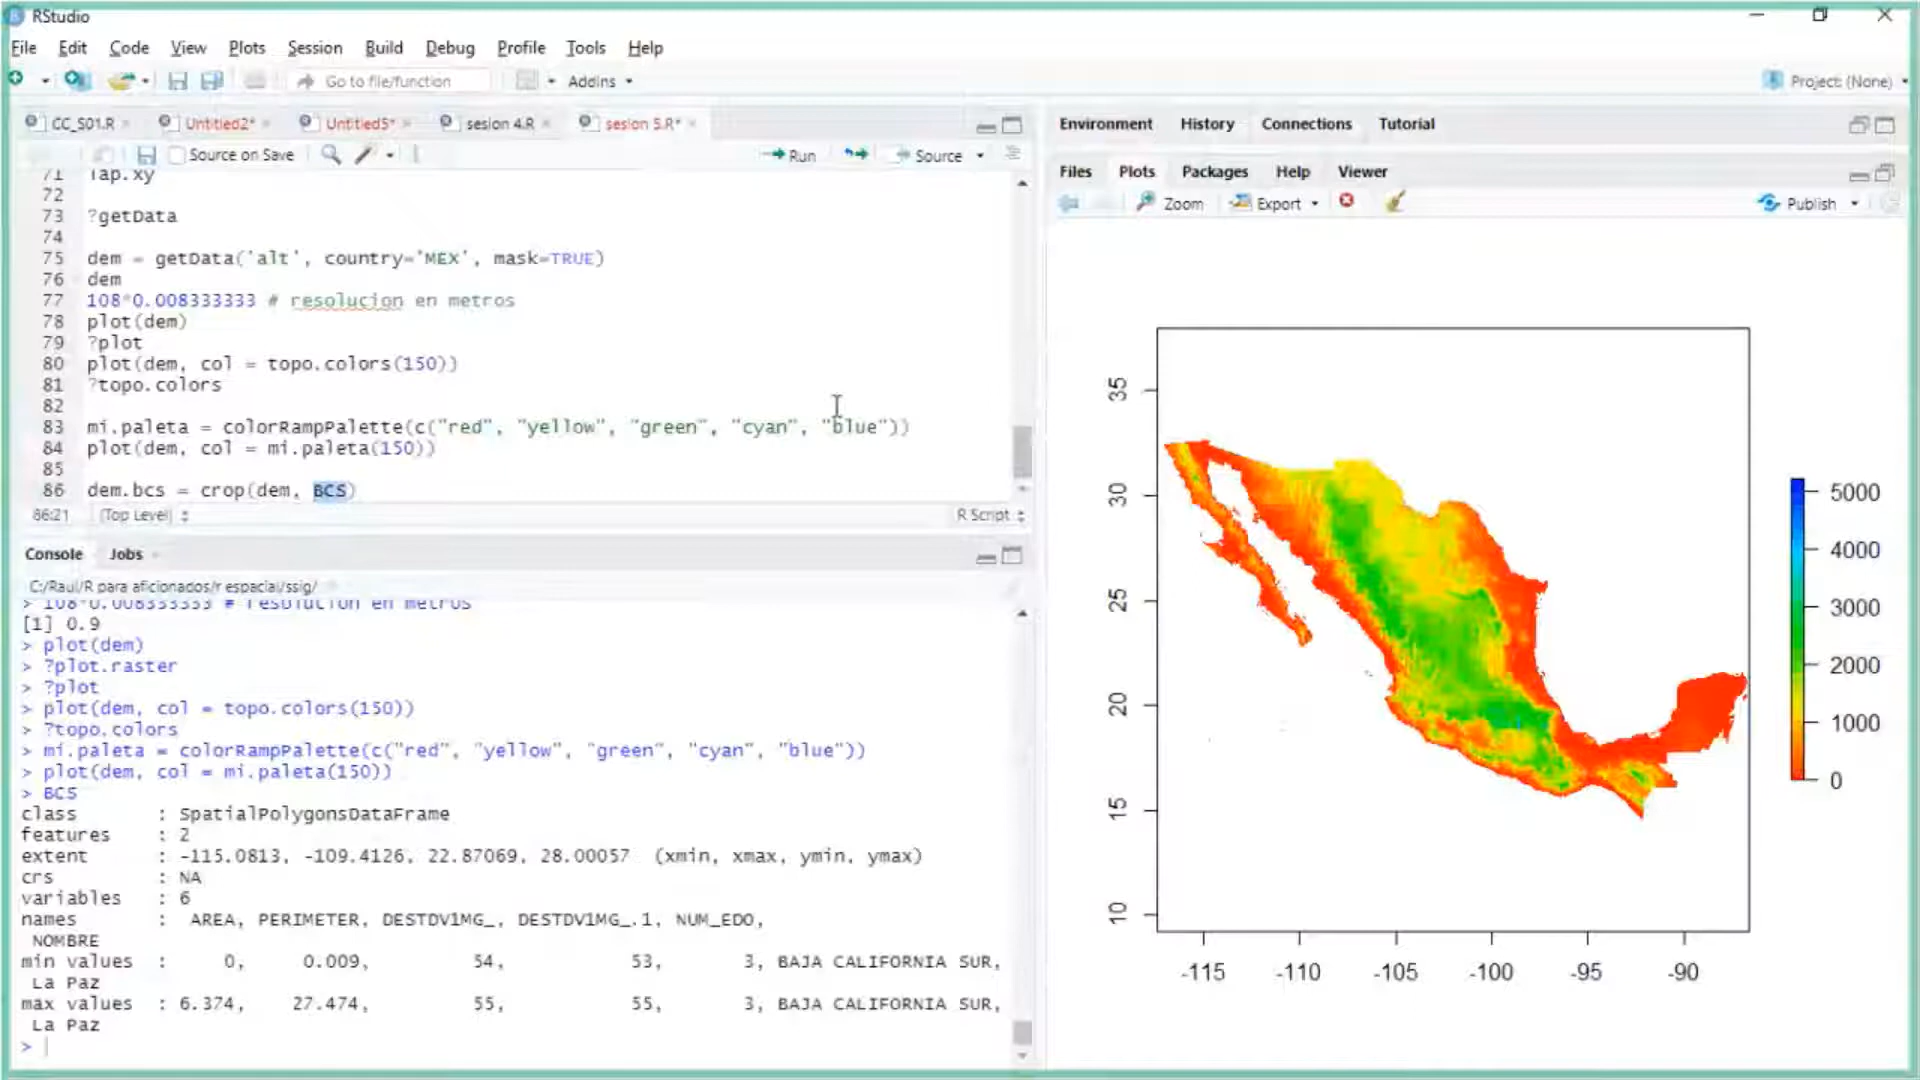 RStudio
File Edit Code View Plots Session Build Debug Profile Tools Help
Go to file/function Addins Project: (None)
CC_S01.R Untitled2* Untitled5* sesion 4.R sesion 5.R*
Source on Save Run Source
71 Tap.xy
72
73 ?getData
74
75 dem = getData('alt', country='MEX', mask=TRUE)
76 dem
77 108*0.008333333 # resolucion en metros
78 plot(dem)
79 ?plot
80 plot(dem, col = topo.colors(150))
81 ?topo.colors
82
83 mi.paleta = colorRampPalette(c("red", "yellow", "green", "cyan", "blue"))
84 plot(dem, col = mi.paleta(150))
85
86 dem.bcs = crop(dem, BCS)
86:21 (Top Level) R Script
Console Jobs
C:/Raul/R para aficionados/r espacial/ssig/
> 108*0.008333333 # resolucion en metros
[1] 0.9
> plot(dem)
> ?plot.raster
> ?plot
> plot(dem, col = topo.colors(150))
> ?topo.colors
> mi.paleta = colorRampPalette(c("red", "yellow", "green", "cyan", "blue"))
> plot(dem, col = mi.paleta(150))
> BCS
class : SpatialPolygonsDataFrame
features : 2
extent : -115.0813, -109.4126, 22.87069, 28.00057 (xmin, xmax, ymin, ymax)
crs : NA
variables : 6
names : AREA, PERIMETER, DESTDV1MG_, DESTDV1MG_.1, NUM_EDO,
NOMBRE
min values : 0, 0.009, 54, 53, 3, BAJA CALIFORNIA SUR,
La Paz
max values : 6.374, 27.474, 55, 55, 3, BAJA CALIFORNIA SUR,
La Paz
>
Environment History Connections Tutorial
Files Plots Packages Help Viewer
Zoom Export Publish
35
30
25
20
15
10
-115 -110 -105 -100 -95 -90
5000
4000
3000
2000
1000
0